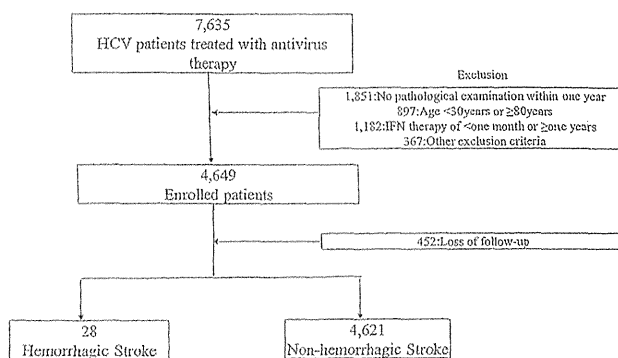 7,635
HCV patients treated with antivirus
therapy
Exclusion
1,851:No pathological examination within one year
897:Age <30years or ≥80years
1,182:IFN therapy of <one month or ≥one years
367:Other exclusion criteria
4,649
Enrolled patients
452:Loss of follow-up
28
Hemorrhagic Stroke
4,621
Non-hemorrhagic Stroke